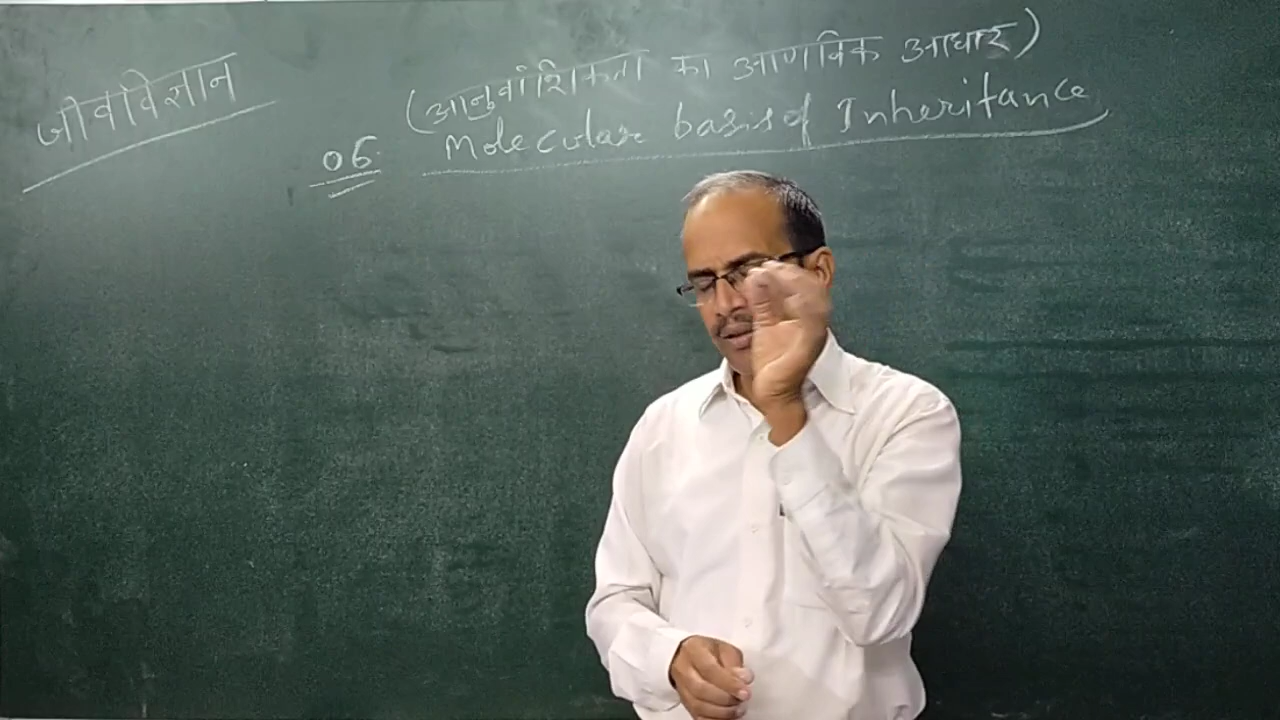 जीवविज्ञान
(आनुवांशिकता का आणविक आधार)
06. Molecular basis of Inheritance